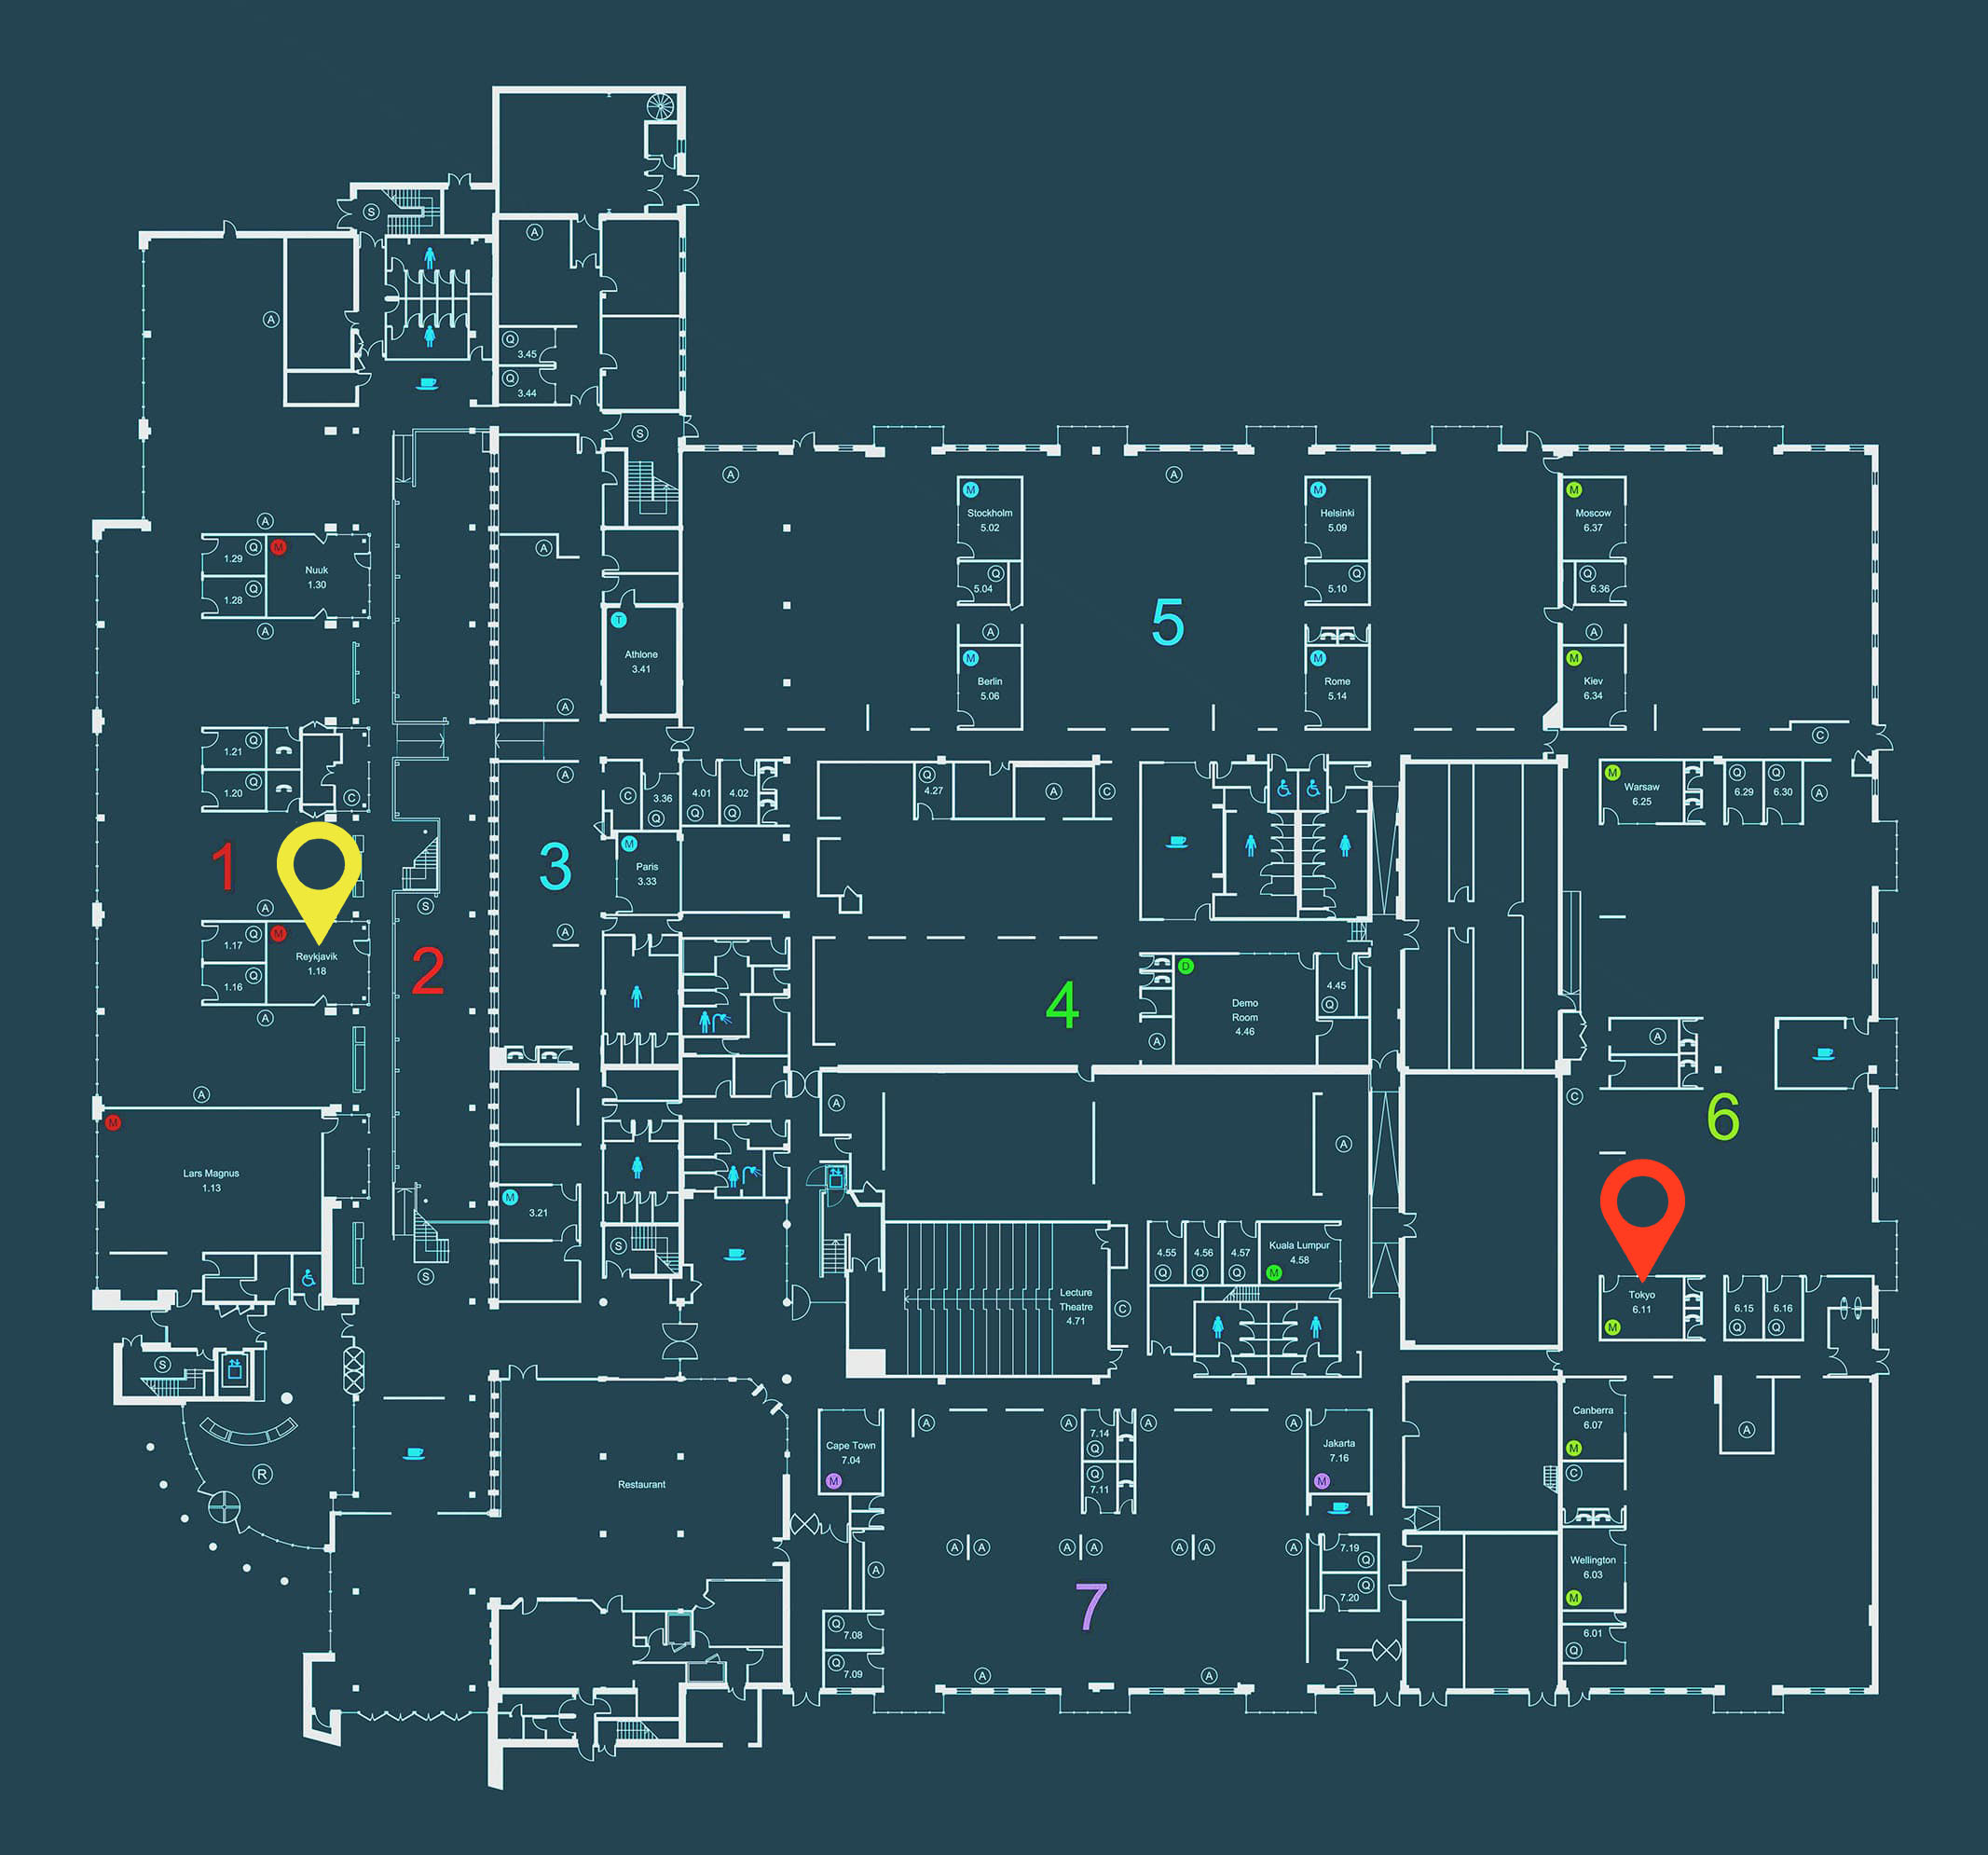 S
A
A
Q
3.45
Q
3.44
S
A
A
A
M
Stockholm
5.02
M
Helsinki
5.09
M
Moscow
6.37
A
1.29
Q
M
Nuuk
1.30
1.28
Q
A
A
Q
5.04
Q
5.10
Q
6.36
T
Athlone
3.41
5
A
A
M
Berlin
5.06
M
Rome
5.14
M
Kiev
6.34
A
C
1.21
Q
1.20
Q
C
A
C
3.36
Q
4.01
Q
4.02
Q
Q
4.27
A
C
M
Warsaw
6.25
Q
6.29
Q
6.30
A
1
3
M
Paris
3.33
A
S
A
1.17
Q
M
Reykjavik
1.18
1.16
Q
A
2
4
D
Demo
Room
4.46
4.45
Q
A
A
A
C
6
M
Lars Magnus
1.13
A
A
M
3.21
S
S
4.55
Q
4.56
Q
4.57
Q
Kuala Lumpur
4.58
M
Lecture
Theatre
4.71
C
Tokyo
6.11
M
6.15
Q
6.16
Q
S
R
Restaurant
Cape Town
7.04
M
A
A
7.14
Q
Q
7.11
A
A
Jakarta
7.16
M
Canberra
6.07
M
C
A
A
A
A
A
A
A
A
A
A
7
7.19
Q
Q
7.20
Wellington
6.03
M
6.01
Q
Q
7.08
Q
7.09
A
A